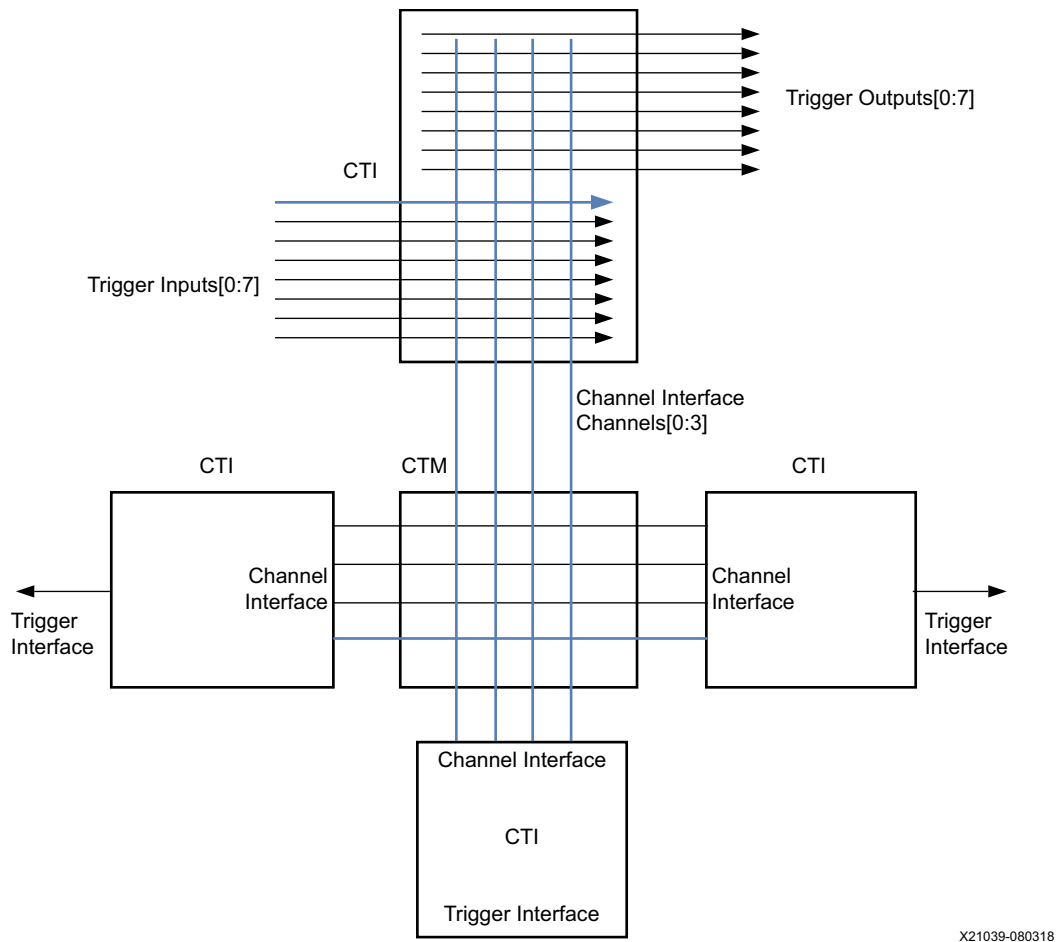 Trigger Outputs[0:7]
CTI
Trigger Inputs[0:7]
Channel Interface
Channels[0:3]
CTI
CTM
CTI
Channel
Interface
Channel
Interface
Trigger
Interface
Trigger
Interface
Channel Interface
CTI
Trigger Interface
X21039-080318